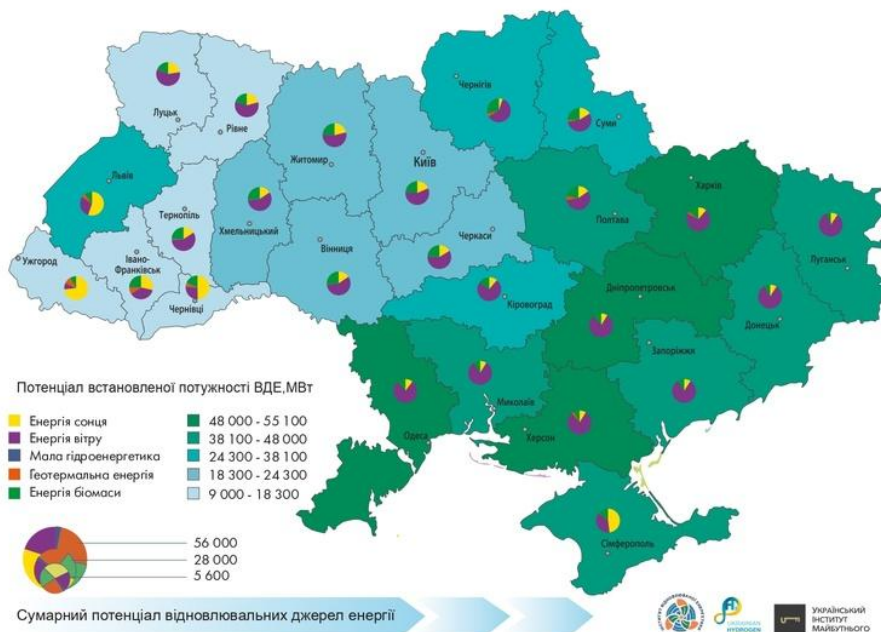 Чернігів
Суми
Луцьк
Рівне
Житомир
Київ
Львів
Харків
Тернопіль
Хмельницький
Полтава
Черкаси
Вінниця
Луганськ
Ужгород
Івано-
Франківськ
Чернівці
Кіровоград
Дніпропетровськ
Донецьк
Запоріжжя
Миколаїв
Одеса
Херсон
Сімферополь
Потенціал встановленої потужності ВДЕ,МВт
Енергія сонця
48 000 - 55 100
Енергія вітру
38 100 - 48 000
Мала гідроенергетика
24 300 - 38 100
Геотермальна енергія
18 300 - 24 300
Енергія біомаси
9 000 - 18 300
56 000
28 000
5 600
Сумарний потенціал відновлювальних джерел енергії
UKRAINIAN
HYDROGEN
УКРАЇНСЬКИЙ
ІНСТИТУТ
МАЙБУТНЬОГО